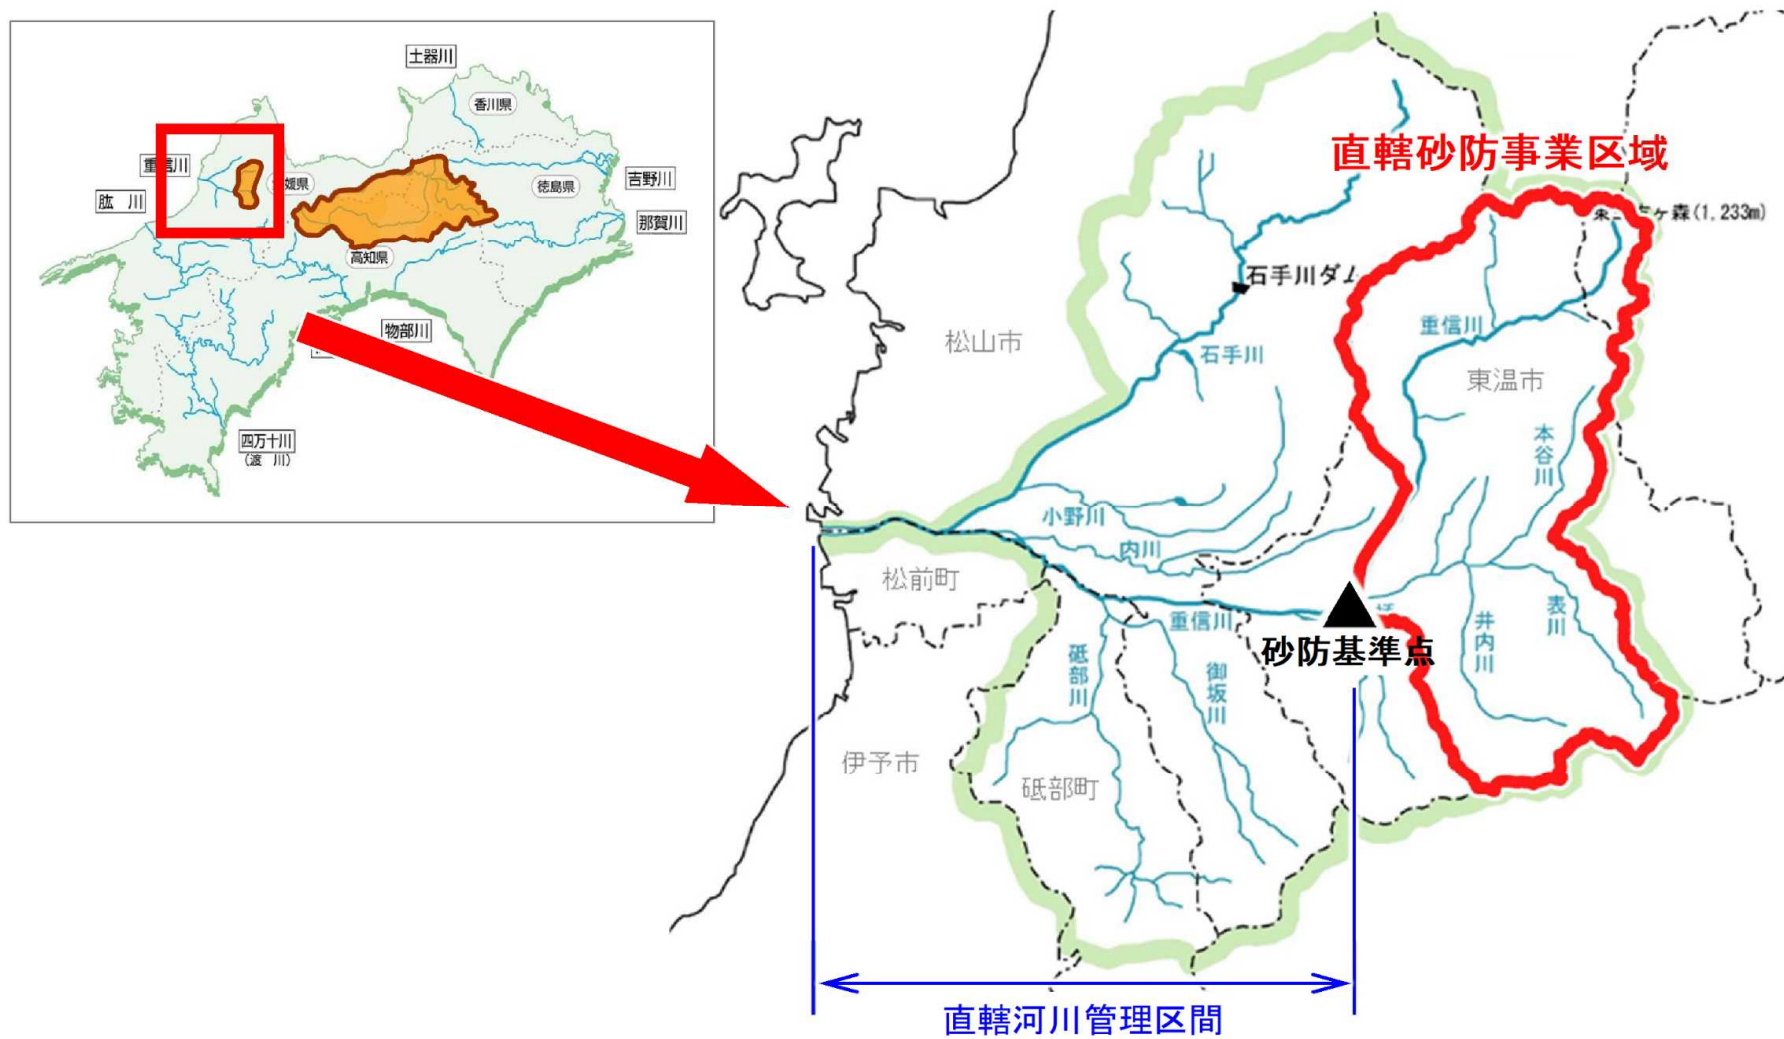 土器川
香川県
重信川
愛媛県
徳島県
吉野川
肱 川
那賀川
高知県
物部川
四万十川
(渡 川)
直轄砂防事業区域
ヶ森(1,233m)
石手川ダム
松山市
石手川
重信川
東温市
本谷川
小野川
内川
松前町
重信川
表川
井内川
砂防基準点
砥部川
御坂川
伊予市
砥部町
直轄河川管理区間